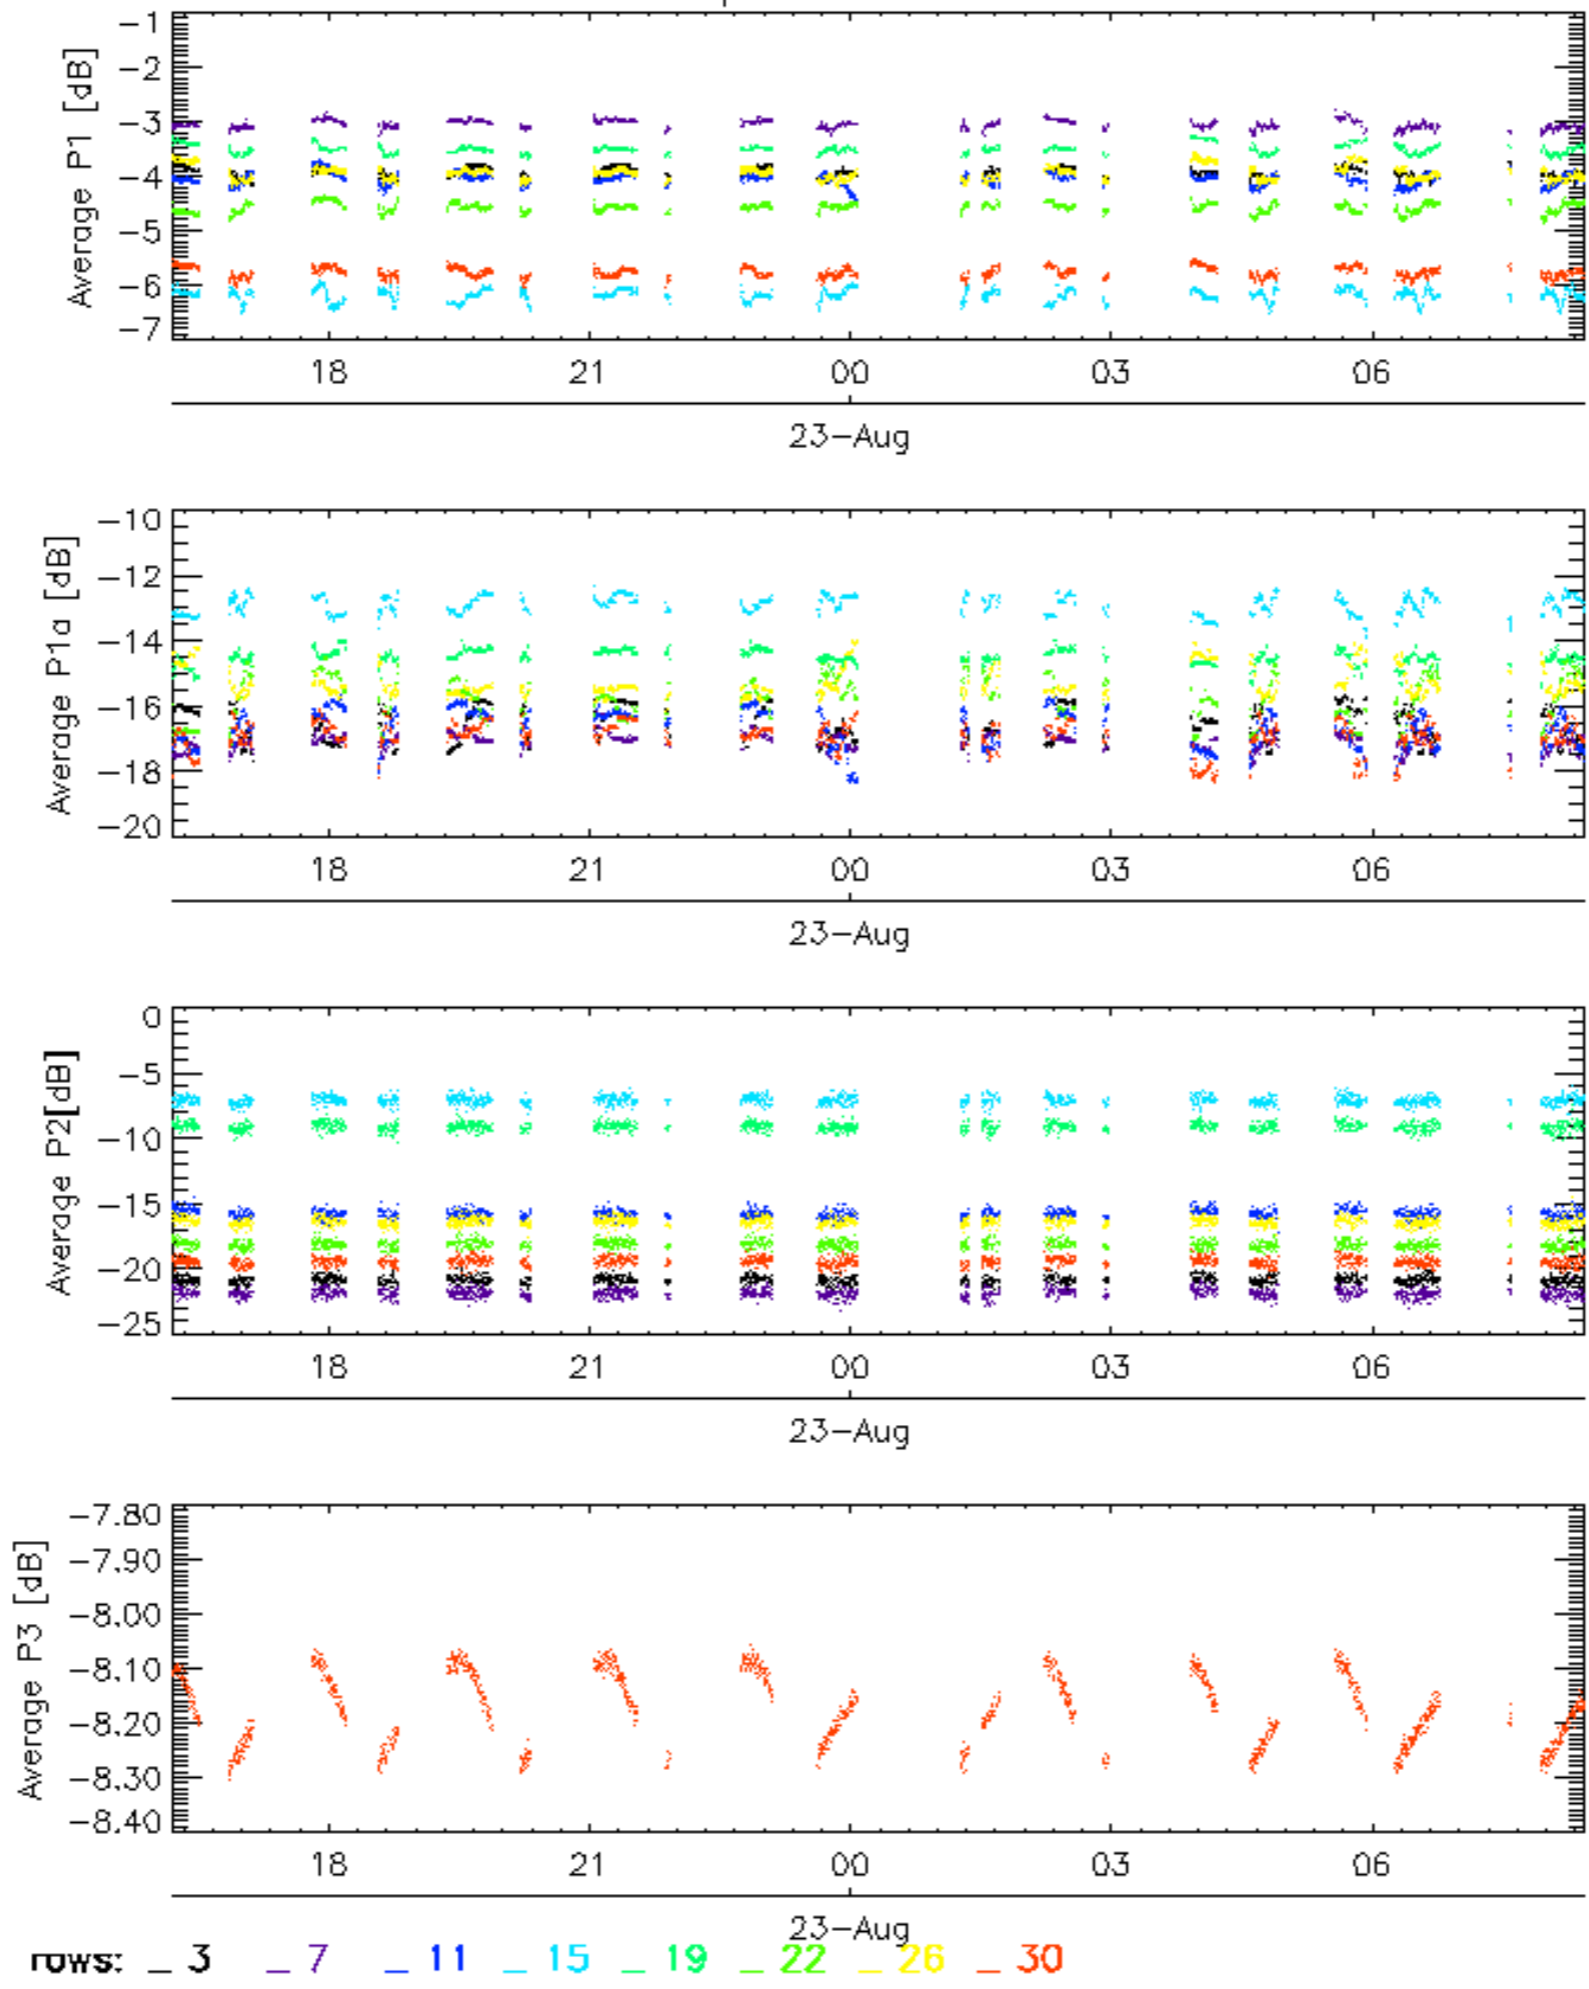 Average P1 [dB]
-1
-2
-3
-4
-5
-6
-7
18 21 00 03 06
23-Aug
Average P1a [dB]
-10
-12
-14
-16
-18
-20
18 21 00 03 06
23-Aug
Average P2[dB]
0
-5
-10
-15
-20
-25
18 21 00 03 06
23-Aug
Average P3 [dB]
-7.80
-7.90
-8.00
-8.10
-8.20
-8.30
-8.40
18 21 00 03 06
23-Aug
rows: _ 3 _ 7 _ 11 _ 15 _ 19 _ 22 _ 26 _ 30